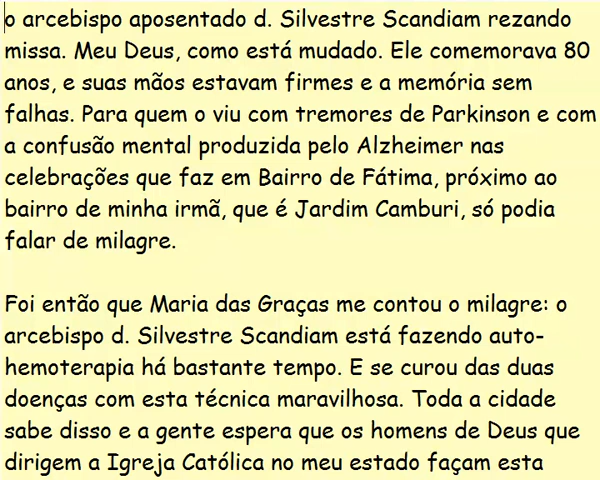 o arcebispo aposentado d. Silvestre Scandiam rezando
missa. Meu Deus, como está mudado. Ele comemorava 80
anos, e suas mãos estavam firmes e a memória sem
falhas. Para quem o viu com tremores de Parkinson e com
a confusão mental produzida pelo Alzheimer nas
celebrações que faz em Bairro de Fátima, próximo ao
bairro de minha irmã, que é Jardim Camburi, só podia
falar de milagre.
Foi então que Maria das Graças me contou o milagre: o
arcebispo d. Silvestre Scandiam está fazendo auto-
hemoterapia há bastante tempo. E se curou das duas
doenças com esta técnica maravilhosa. Toda a cidade
sabe disso e a gente espera que os homens de Deus que
dirigem a Igreja Católica no meu estado façam esta